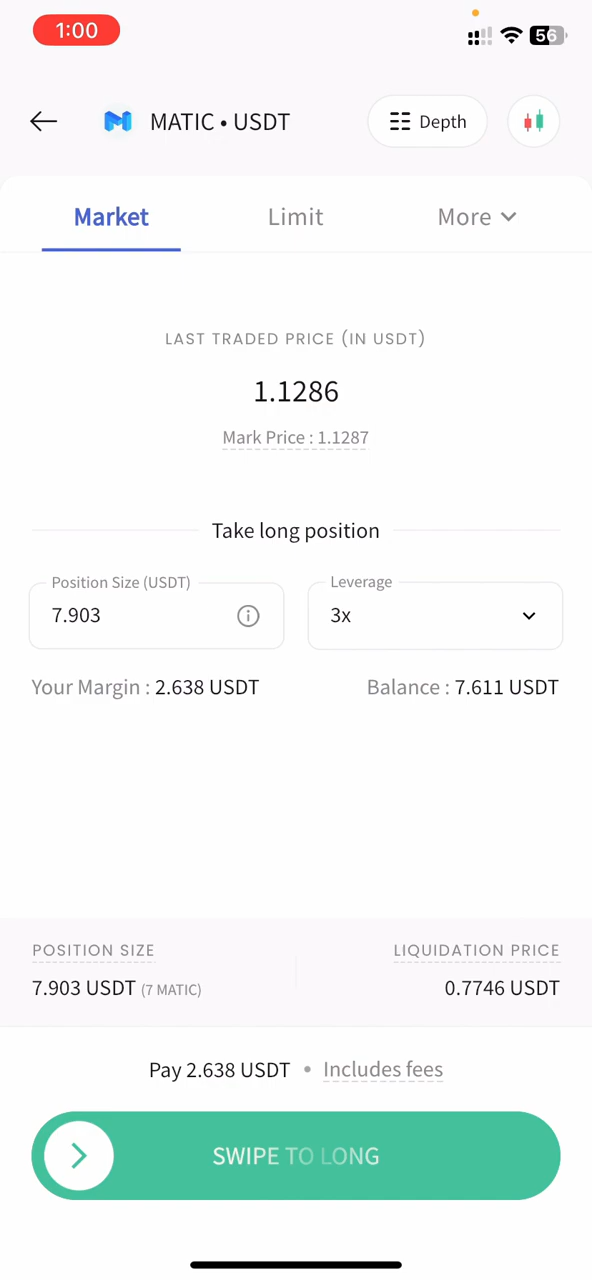 1:00
56
MATIC • USDT
Depth
Market
Limit
More
LAST TRADED PRICE (IN USDT)
1.1286
Mark Price : 1.1287
Take long position
Position Size (USDT)
7.903
Leverage
3x
Your Margin : 2.638 USDT
Balance : 7.611 USDT
POSITION SIZE
7.903 USDT (7 MATIC)
LIQUIDATION PRICE
0.7746 USDT
Pay 2.638 USDT • Includes fees
SWIPE TO LONG